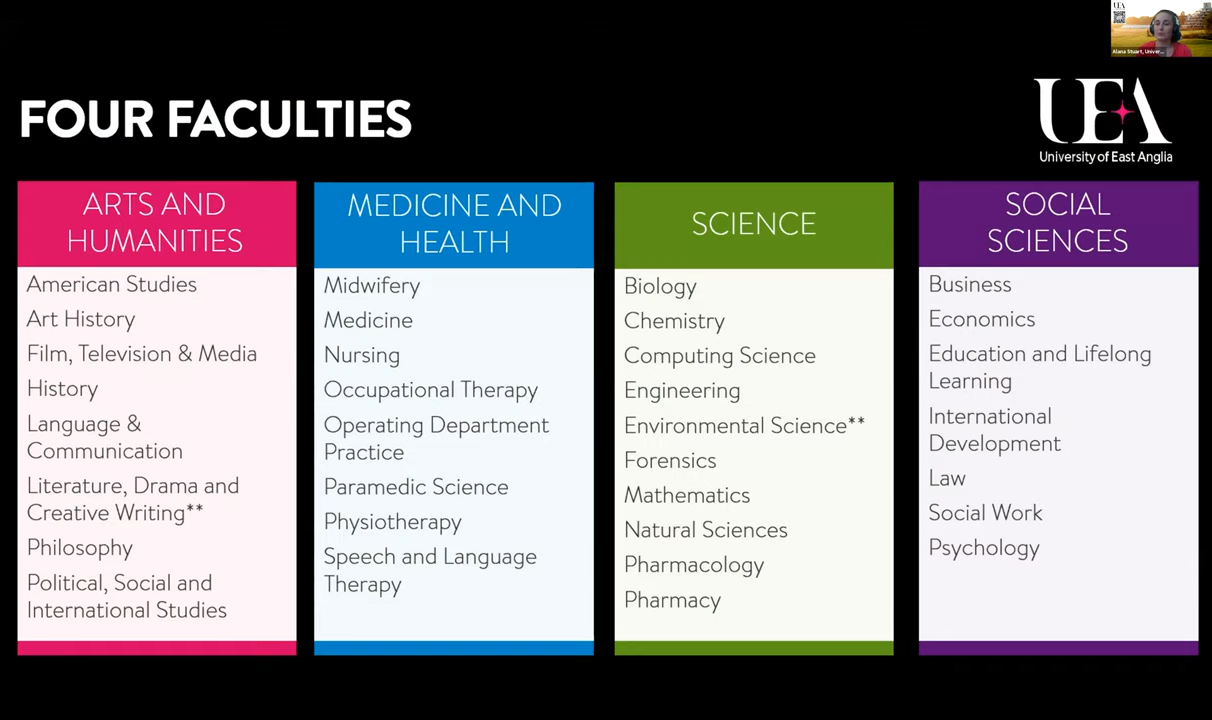 UEA
Alana Stuart, Univer...
FOUR FACULTIES
UEA
University of East Anglia
ARTS AND
HUMANITIES
American Studies
Art History
Film, Television & Media
History
Language &
Communication
Literature, Drama and
Creative Writing**
Philosophy
Political, Social and
International Studies
MEDICINE AND
HEALTH
Midwifery
Medicine
Nursing
Occupational Therapy
Operating Department
Practice
Paramedic Science
Physiotherapy
Speech and Language
Therapy
SCIENCE
Biology
Chemistry
Computing Science
Engineering
Environmental Science**
Forensics
Mathematics
Natural Sciences
Pharmacology
Pharmacy
SOCIAL
SCIENCES
Business
Economics
Education and Lifelong
Learning
International
Development
Law
Social Work
Psychology